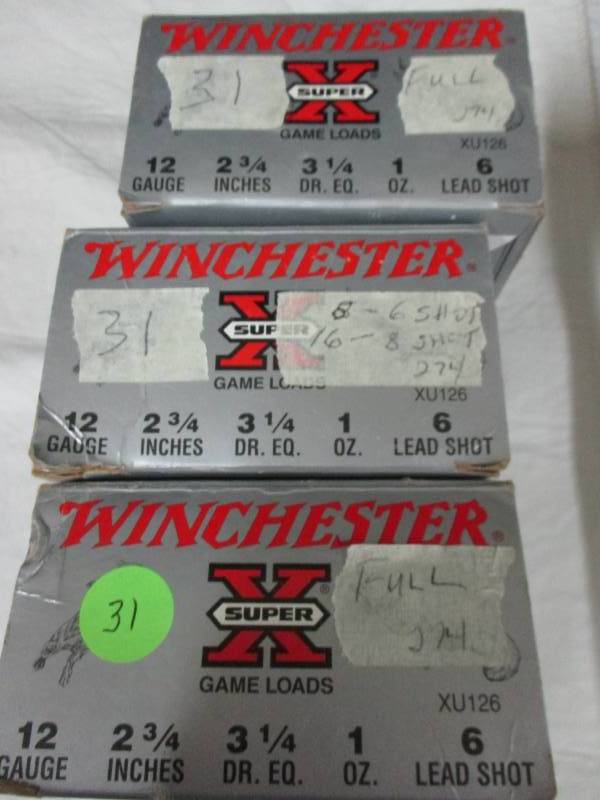 WINCHESTER
31
SUPER X
FULL
274
GAME LOADS
XU126
12 2 3/4 3 1/4 1 6
GAUGE INCHES DR. EQ. OZ. LEAD SHOT
WINCHESTER®
31
SUPER X
8 - 6 SHOT
16 - 8 SHOT
274
GAME LOADS
XU126
12 2 3/4 3 1/4 1 6
GAUGE INCHES DR. EQ. OZ. LEAD SHOT
WINCHESTER®
31
SUPER X®
FULL
274
GAME LOADS
XU126
12 2 3/4 3 1/4 1 6
GAUGE INCHES DR. EQ. OZ. LEAD SHOT